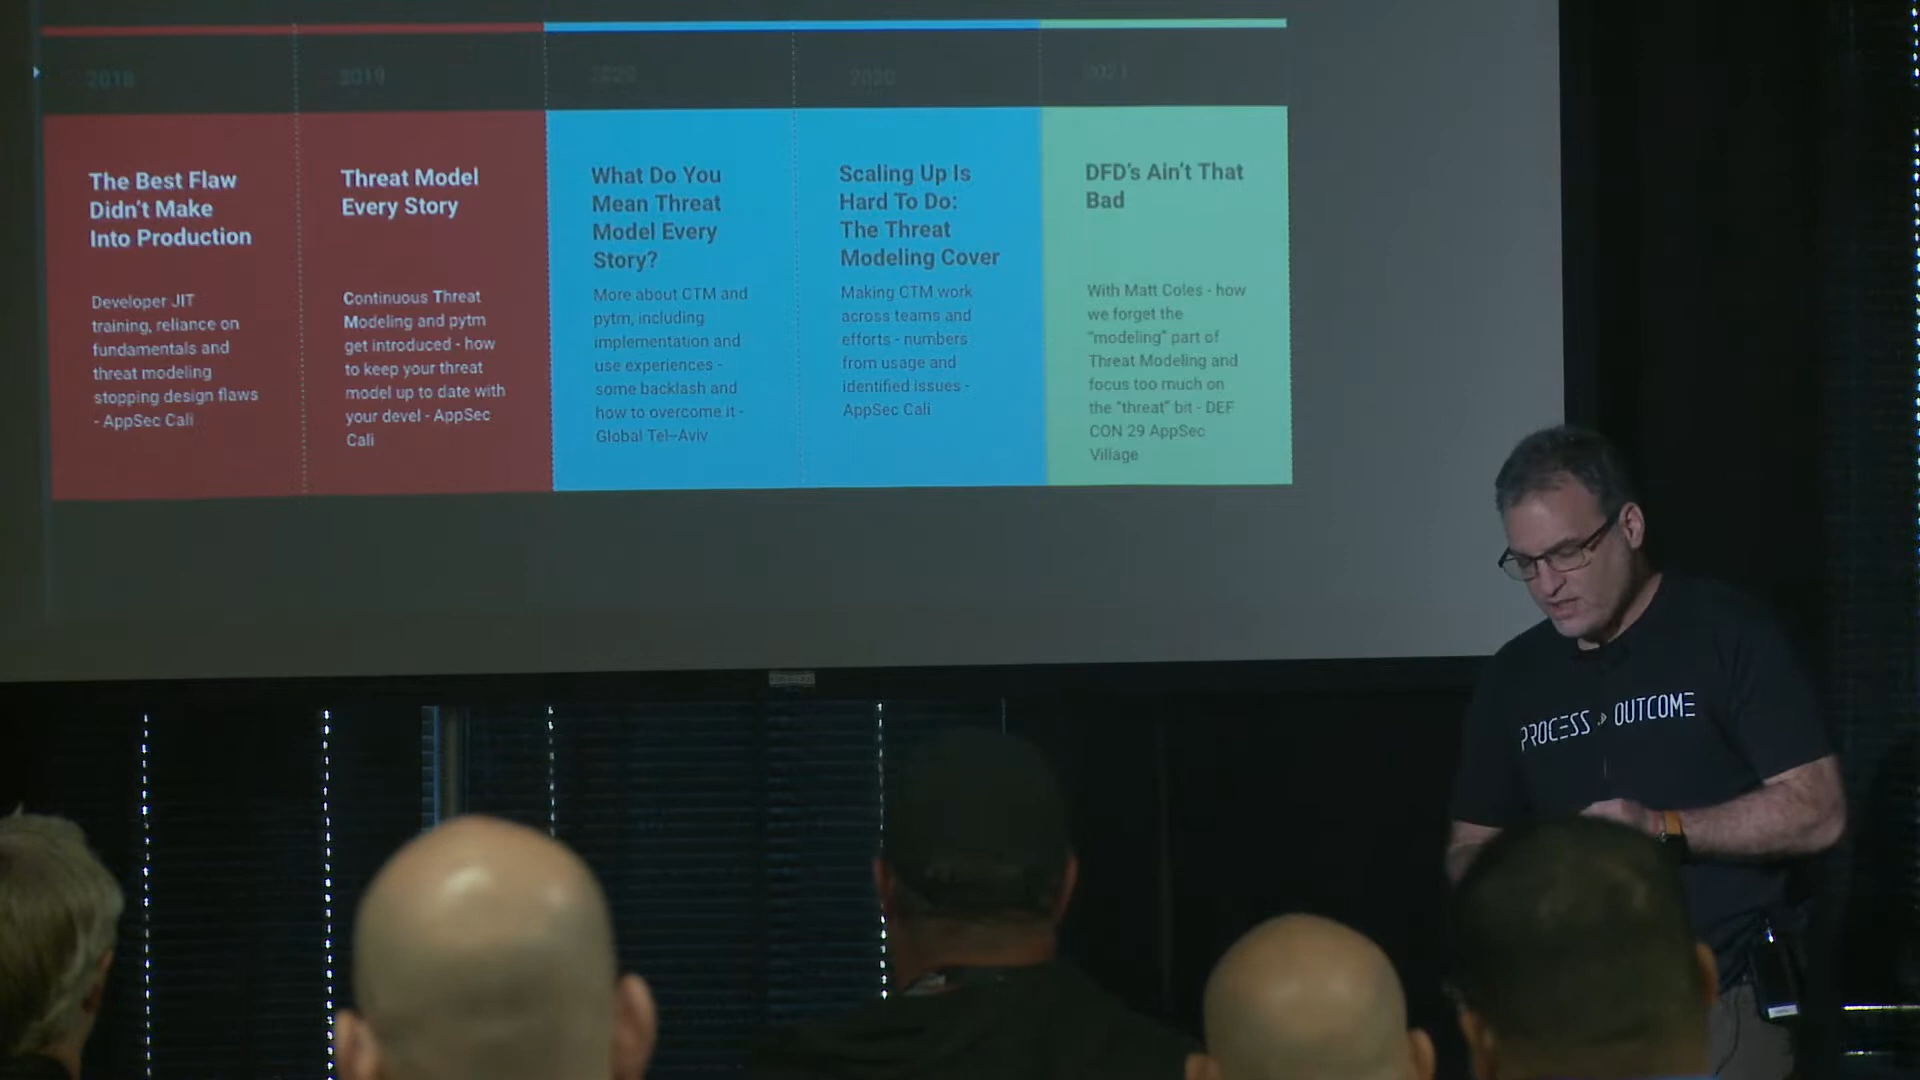 2018
2019
2020
2020
2021
The Best Flaw
Didn't Make
Into Production
Developer JIT
training, reliance on
fundamentals and
threat modeling
stopping design flaws
- AppSec Cali
Threat Model
Every Story
Continuous Threat
Modeling and pytm
get introduced - how
to keep your threat
model up to date with
your devel - AppSec
Cali
What Do You
Mean Threat
Model Every
Story?
More about CTM and
pytm, including
implementation and
use experiences -
some backlash and
how to overcome it -
Global Tel-Aviv
Scaling Up Is
Hard To Do:
The Threat
Modeling Cover
Making CTM work
across teams and
efforts - numbers
from usage and
identified issues -
AppSec Cali
DFD's Ain't That
Bad
With Matt Coles - how
we forget the
"modeling" part of
Threat Modeling and
focus too much on
the "threat" bit - DEF
CON 29 AppSec
Village
PROCESS » OUTCOME